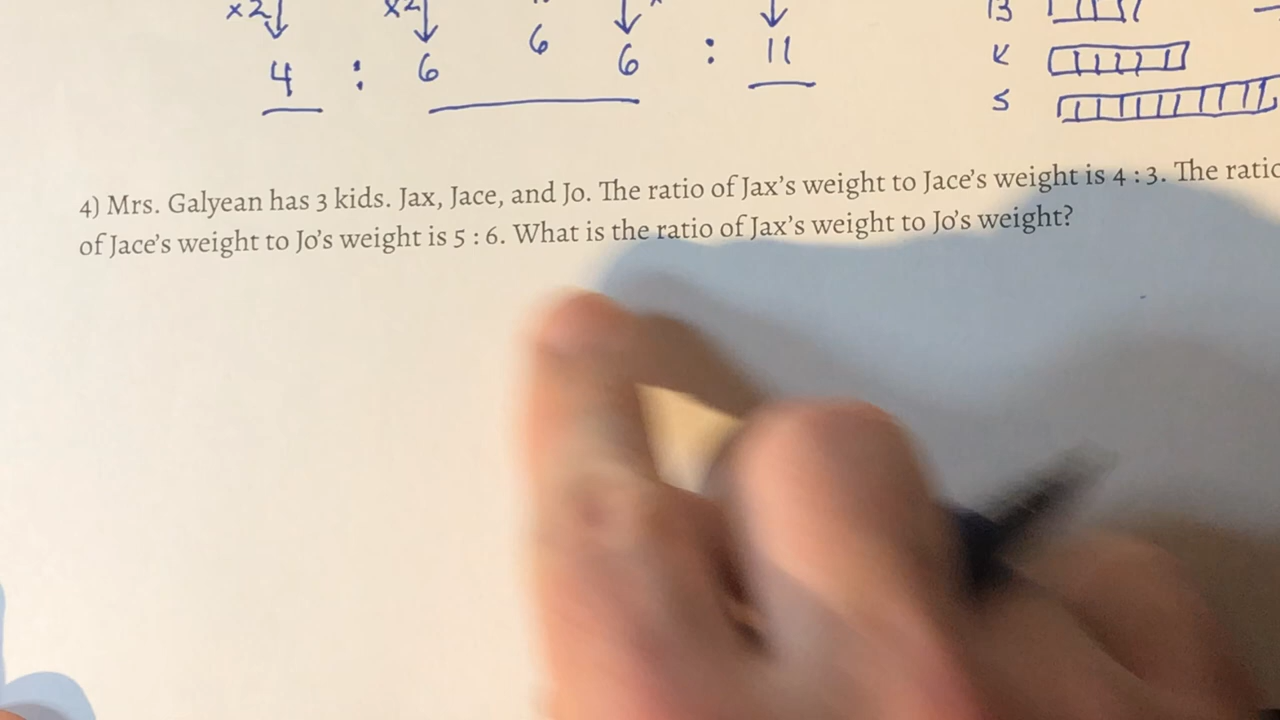 x2 x2
4 : 6 6 6 : 11
B
K
S
4) Mrs. Galyean has 3 kids. Jax, Jace, and Jo. The ratio of Jax's weight to Jace's weight is 4 : 3. The ratio
of Jace's weight to Jo's weight is 5 : 6. What is the ratio of Jax's weight to Jo's weight?